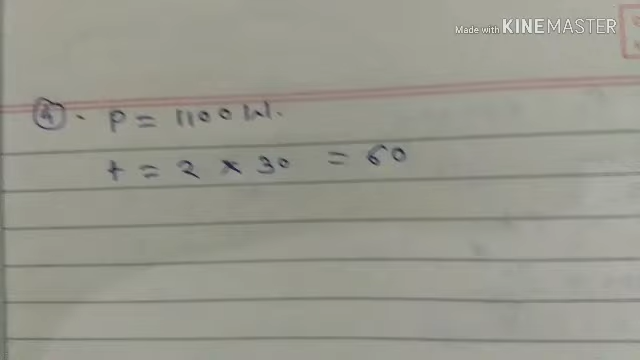 Made with KINEMASTER
4. P = 1100 W.
t = 2 × 30 = 60